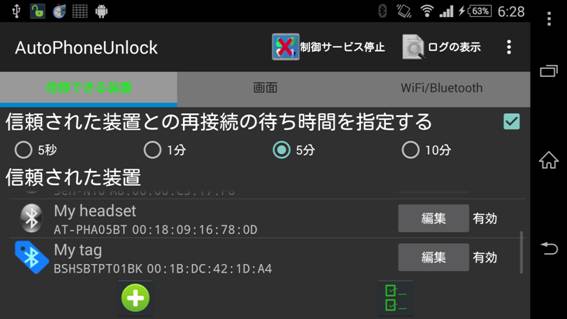 63% 6:28
AutoPhoneUnlock
制御サービス停止
ログの表示
信頼できる装置
画面
WiFi/Bluetooth
信頼された装置との再接続の待ち時間を指定する
5秒
1分
5分
10分
信頼された装置
My headset
編集
有効
AT-PHA05BT 00:18:09:16:78:0D
My tag
編集
有効
BSHSBTPT01BK 00:1B:DC:42:1D:A4